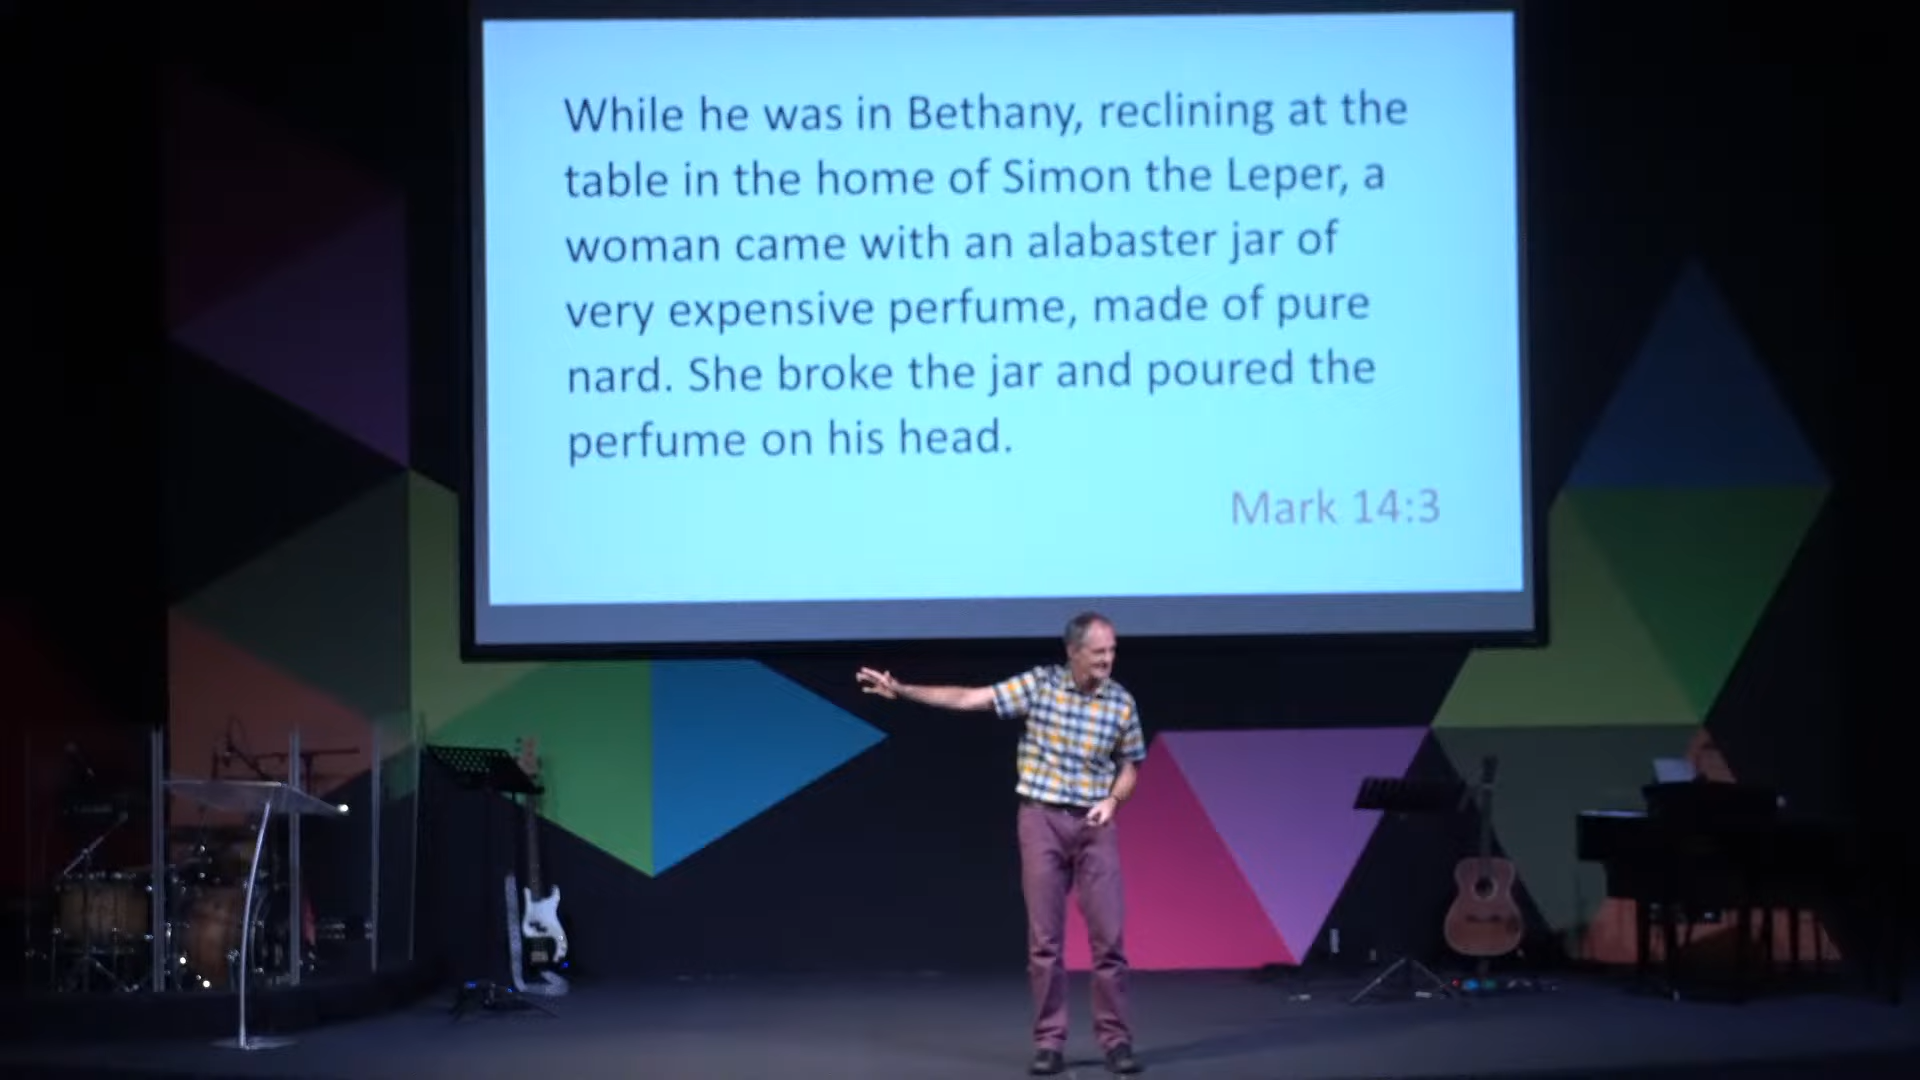 While he was in Bethany, reclining at the
table in the home of Simon the Leper, a
woman came with an alabaster jar of
very expensive perfume, made of pure
nard. She broke the jar and poured the
perfume on his head.
Mark 14:3